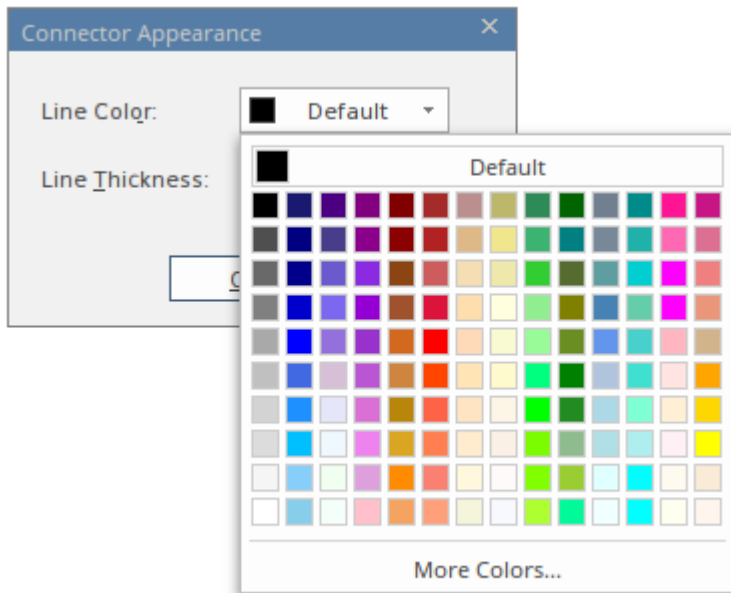 Connector Appearance
Line Color: Default
Default
Line Thickness:
More Colors...